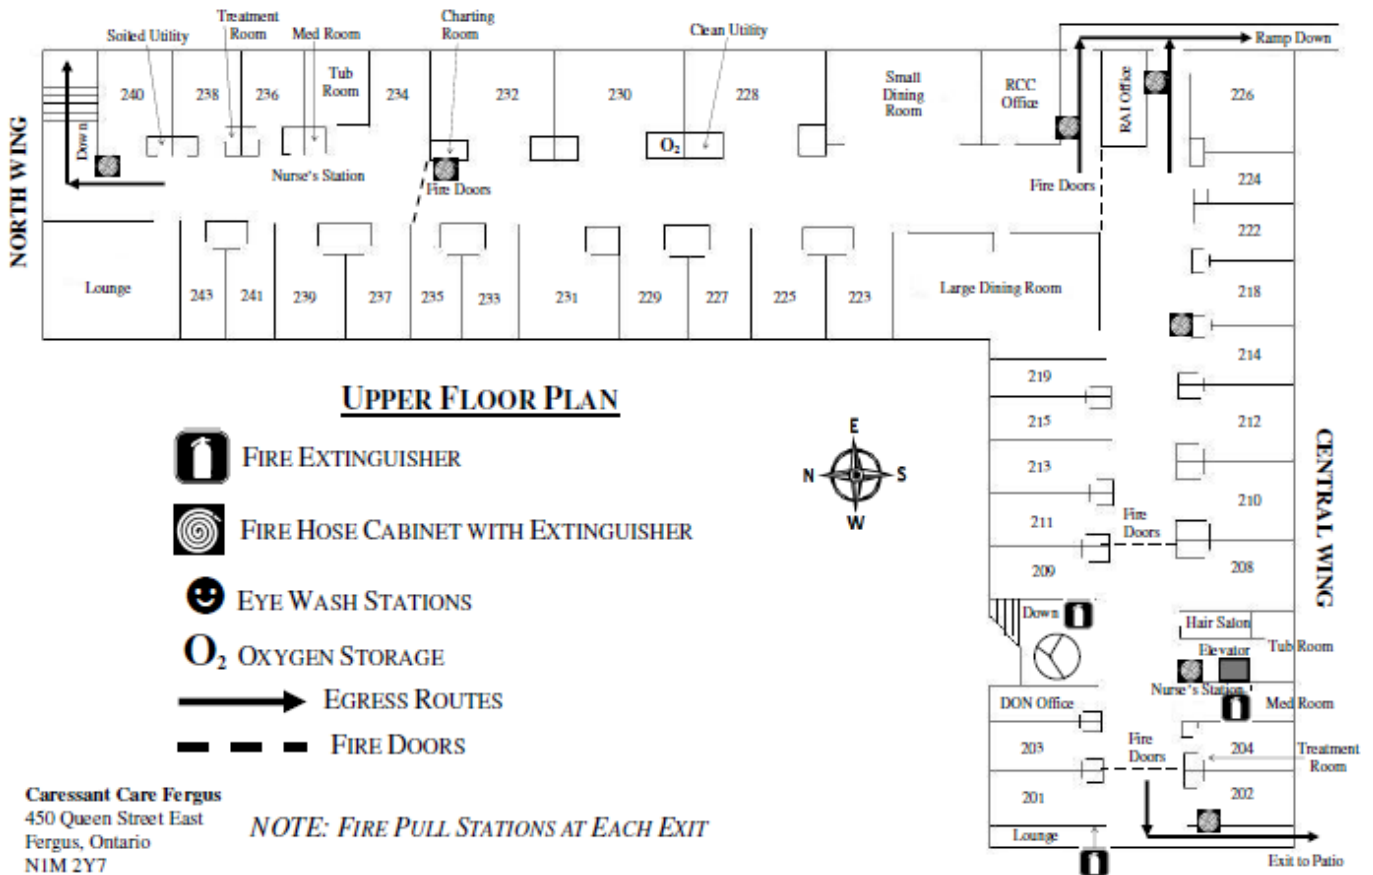 Treatment
Room
Soiled Utility
Med Room
Charting
Room
Clean Utility
Ramp Down
240
238
236
Tub
Room
234
232
230
228
Small
Dining
Room
RCC
Office
RAI Office
226
Down
O2
Nurse's Station
Fire Doors
Fire Doors
224
NORTH WING
222
Lounge
243
241
239
237
235
233
231
229
227
225
223
Large Dining Room
218
214
219
215
212
213
211
210
Fire
Doors
209
208
CENTRAL WING
UPPER FLOOR PLAN
FIRE EXTINGUISHER
FIRE HOSE CABINET WITH EXTINGUISHER
EYE WASH STATIONS
O2 OXYGEN STORAGE
EGRESS ROUTES
FIRE DOORS
E
N
S
W
Down
Hair Salon
Tub Room
Elevator
Nurse's Station
DON Office
Med Room
203
Fire
Doors
204
Treatment
Room
201
202
Lounge
Exit to Patio
Caressant Care Fergus
450 Queen Street East
Fergus, Ontario
N1M 2Y7
NOTE: FIRE PULL STATIONS AT EACH EXIT